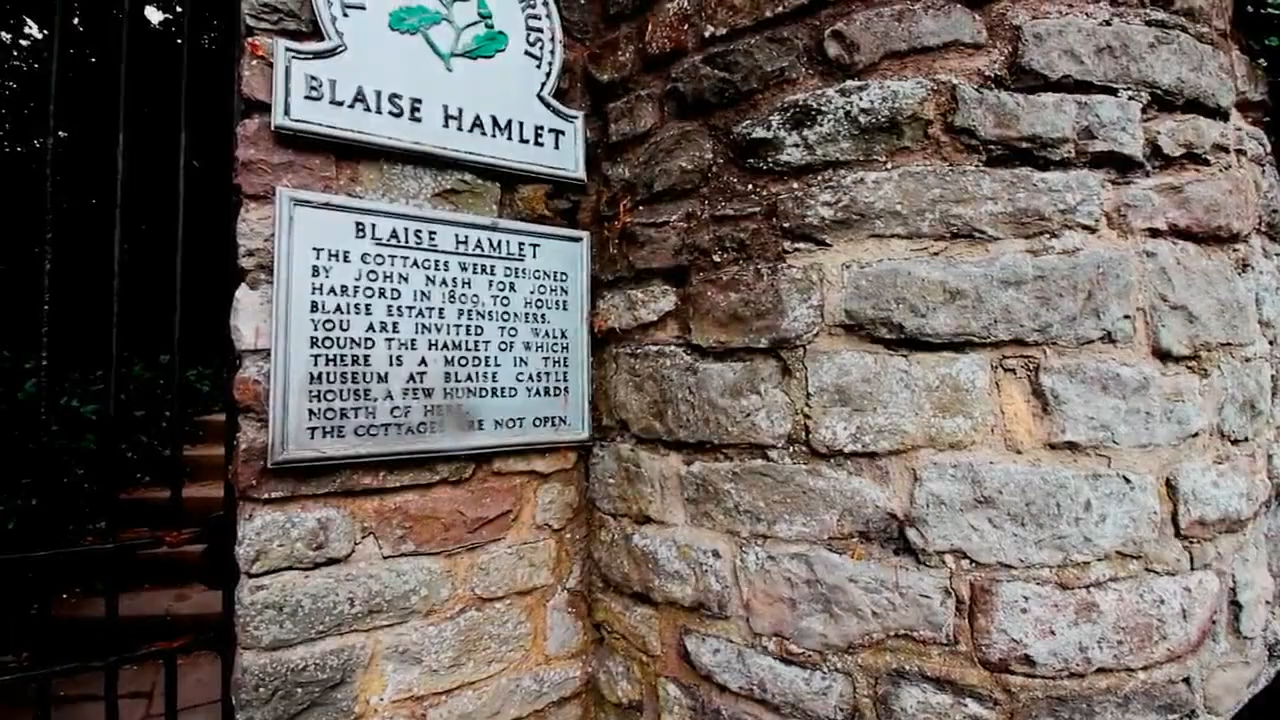 RUST
BLAISE HAMLET
BLAISE HAMLET
THE COTTAGES WERE DESIGNED
BY JOHN NASH FOR JOHN
HARFORD IN 1809, TO HOUSE
BLAISE ESTATE PENSIONERS.
YOU ARE INVITED TO WALK
ROUND THE HAMLET OF WHICH
THERE IS A MODEL IN THE
MUSEUM AT BLAISE CASTLE
HOUSE, A FEW HUNDRED YARDS
NORTH OF HERE.
THE COTTAGES ARE NOT OPEN.